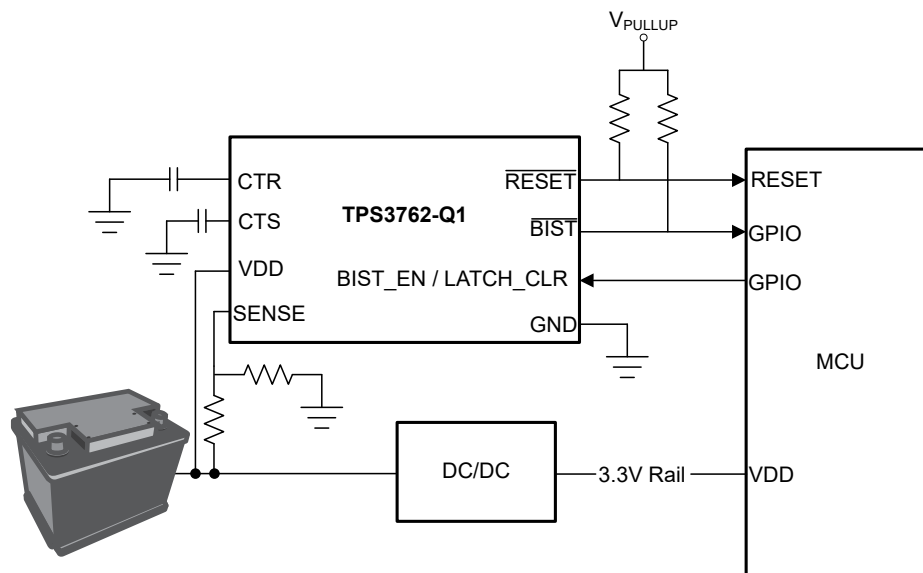 VPULLUP
CTR
RESET
RESET
CTS
TPS3762-Q1
BIST
GPIO
VDD
BIST_EN / LATCH_CLR
GPIO
SENSE
GND
MCU
DC/DC
3.3V Rail
VDD